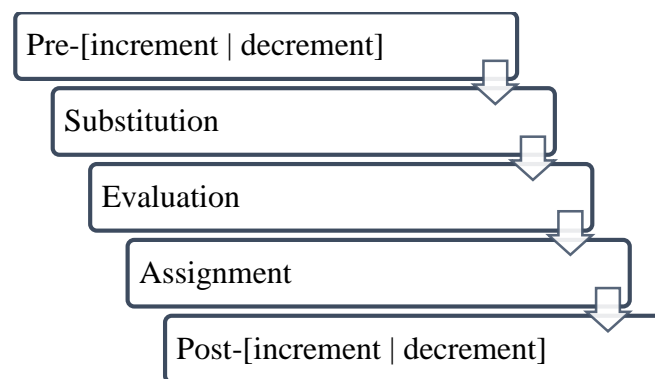 Pre-[increment | decrement]
Substitution
Evaluation
Assignment
Post-[increment | decrement]